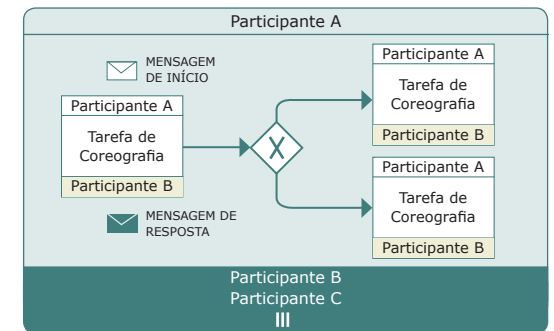 Participante A
MENSAGEM
DE INÍCIO
Participante A
Tarefa de
Coreografia
Participante B
MENSAGEM DE
RESPOSTA
X
Participante A
Tarefa de
Coreografia
Participante B
Participante A
Tarefa de
Coreografia
Participante B
Participante B
Participante C